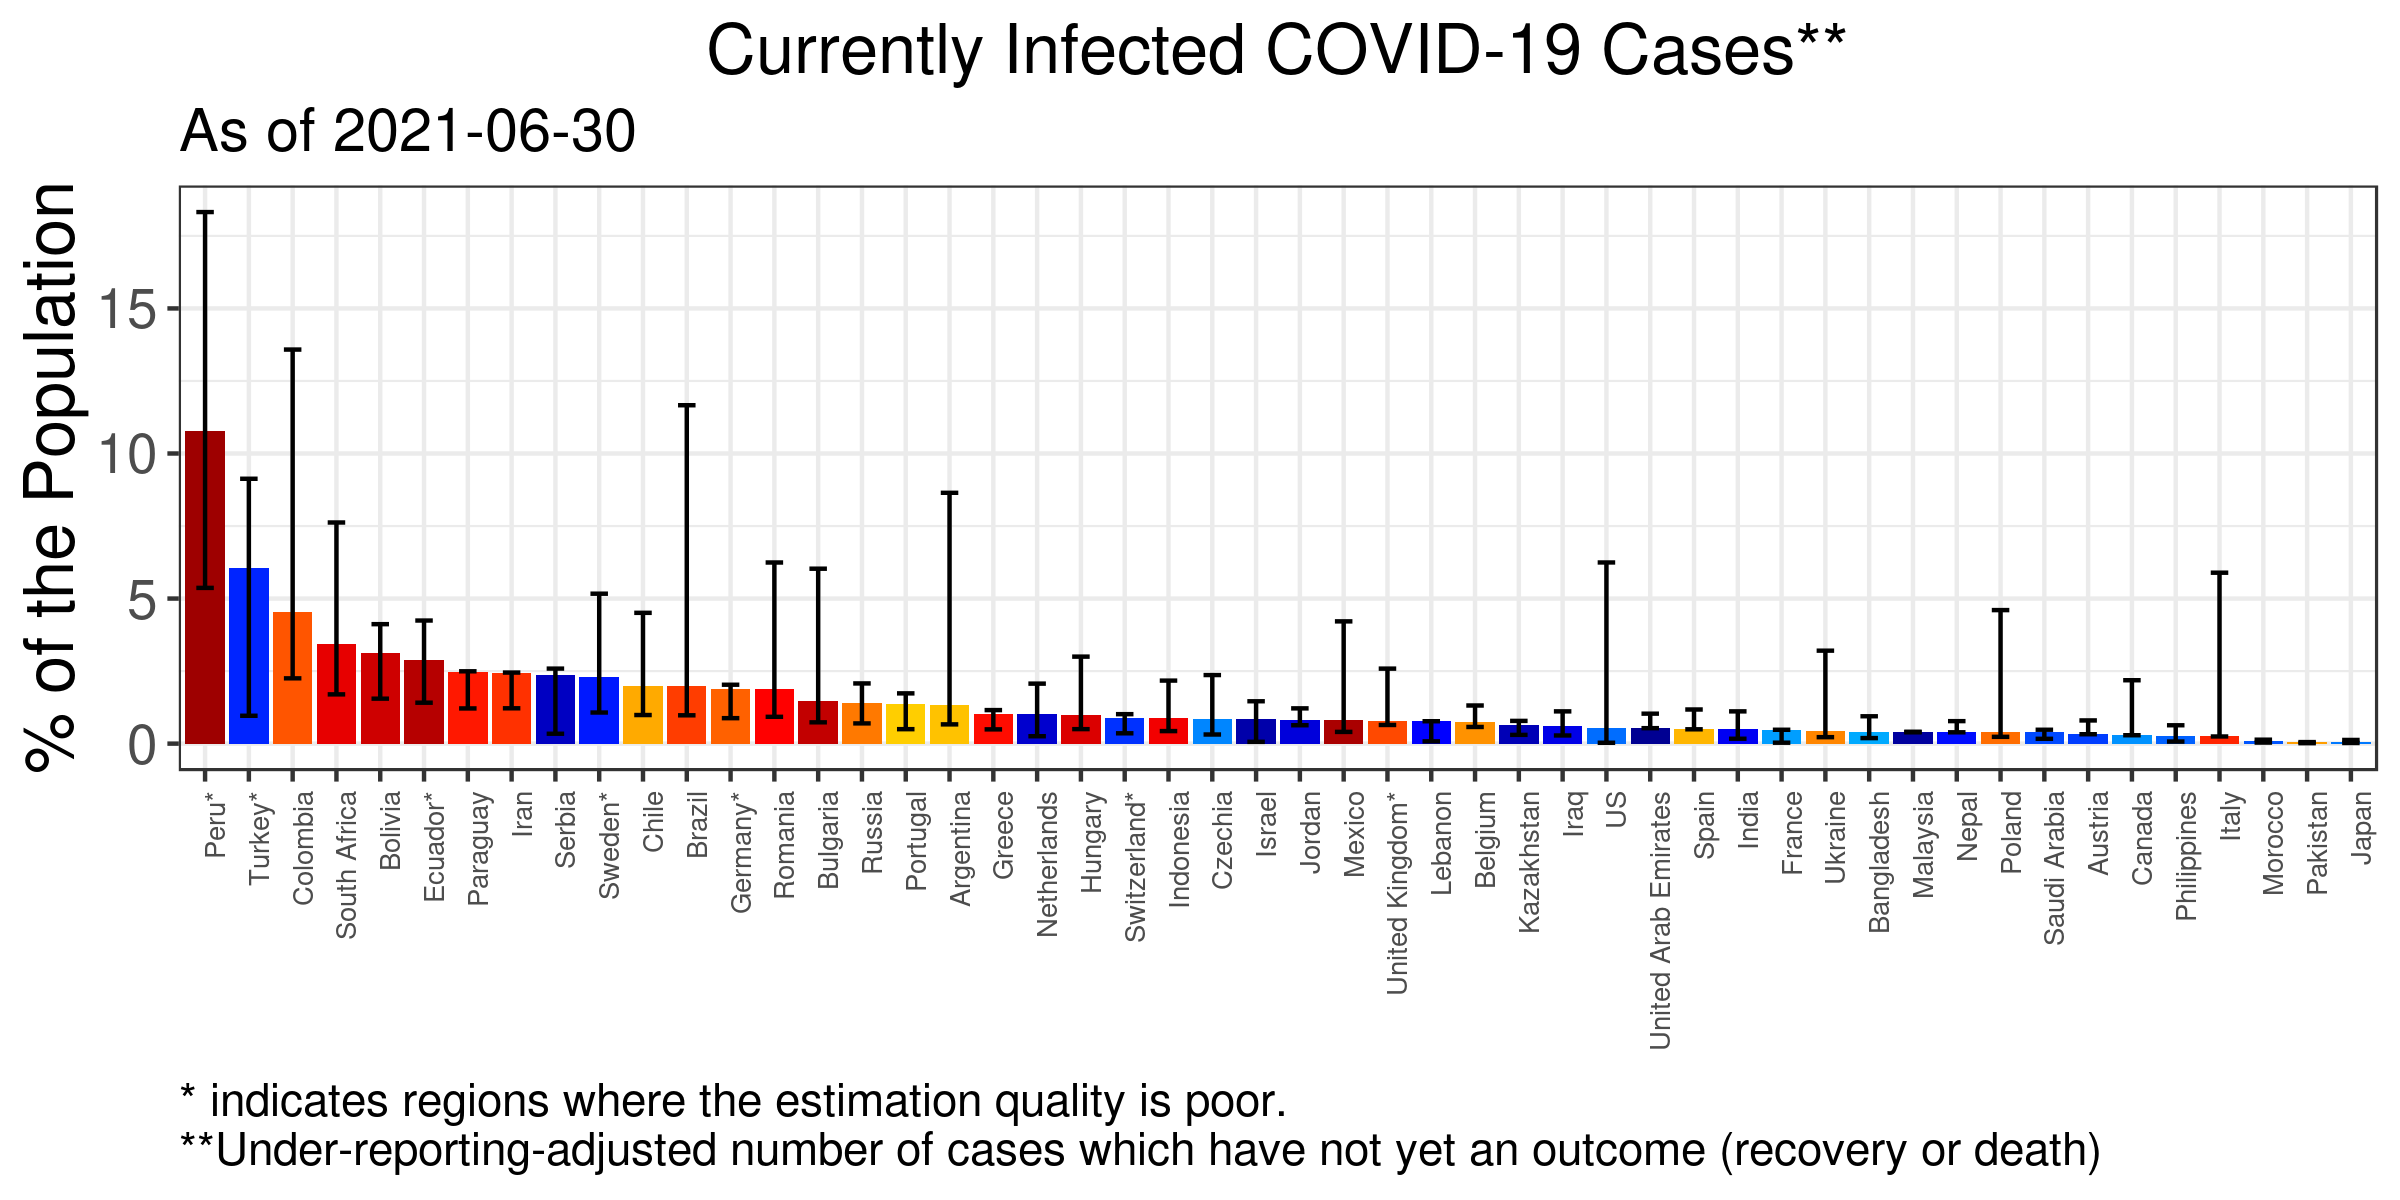 Currently Infected COVID-19 Cases**
As of 2021-06-30
% of the Population
15
10
5
0
Peru*
Turkey*
Colombia
South Africa
Bolivia
Ecuador*
Paraguay
Iran
Serbia
Sweden*
Chile
Brazil
Germany*
Romania
Bulgaria
Russia
Portugal
Argentina
Greece
Netherlands
Hungary
Switzerland*
Indonesia
Czechia
Israel
Jordan
Mexico
United Kingdom*
Lebanon
Belgium
Kazakhstan
Iraq
US
United Arab Emirates
Spain
India
France
Ukraine
Bangladesh
Malaysia
Nepal
Poland
Saudi Arabia
Austria
Canada
Philippines
Italy
Morocco
Pakistan
Japan
* indicates regions where the estimation quality is poor.
**Under-reporting-adjusted number of cases which have not yet an outcome (recovery or death)